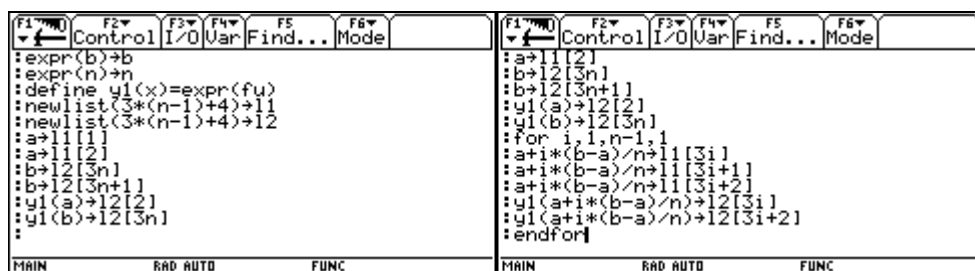 F1 F2 F3 F4 F5 F6
Control I/O Var Find... Mode
:expr(b)→b
:expr(n)→n
:define y1(x)=expr(fu)
:newlist(3*(n-1)+4)→l1
:newlist(3*(n-1)+4)→l2
:a→l1[1]
:a→l1[2]
:b→l2[3n]
:b→l2[3n+1]
:y1(a)→l2[2]
:y1(b)→l2[3n]
:
MAIN RAD AUTO FUNC
F1 F2 F3 F4 F5 F6
Control I/O Var Find... Mode
:a→l1[2]
:b→l2[3n]
:b→l2[3n+1]
:y1(a)→l2[2]
:y1(b)→l2[3n]
:for i,1,n-1,1
:a+i*(b-a)/n→l1[3i]
:a+i*(b-a)/n→l1[3i+1]
:a+i*(b-a)/n→l1[3i+2]
:y1(a+i*(b-a)/n)→l2[3i]
:y1(a+i*(b-a)/n)→l2[3i+2]
:endfor
MAIN RAD AUTO FUNC